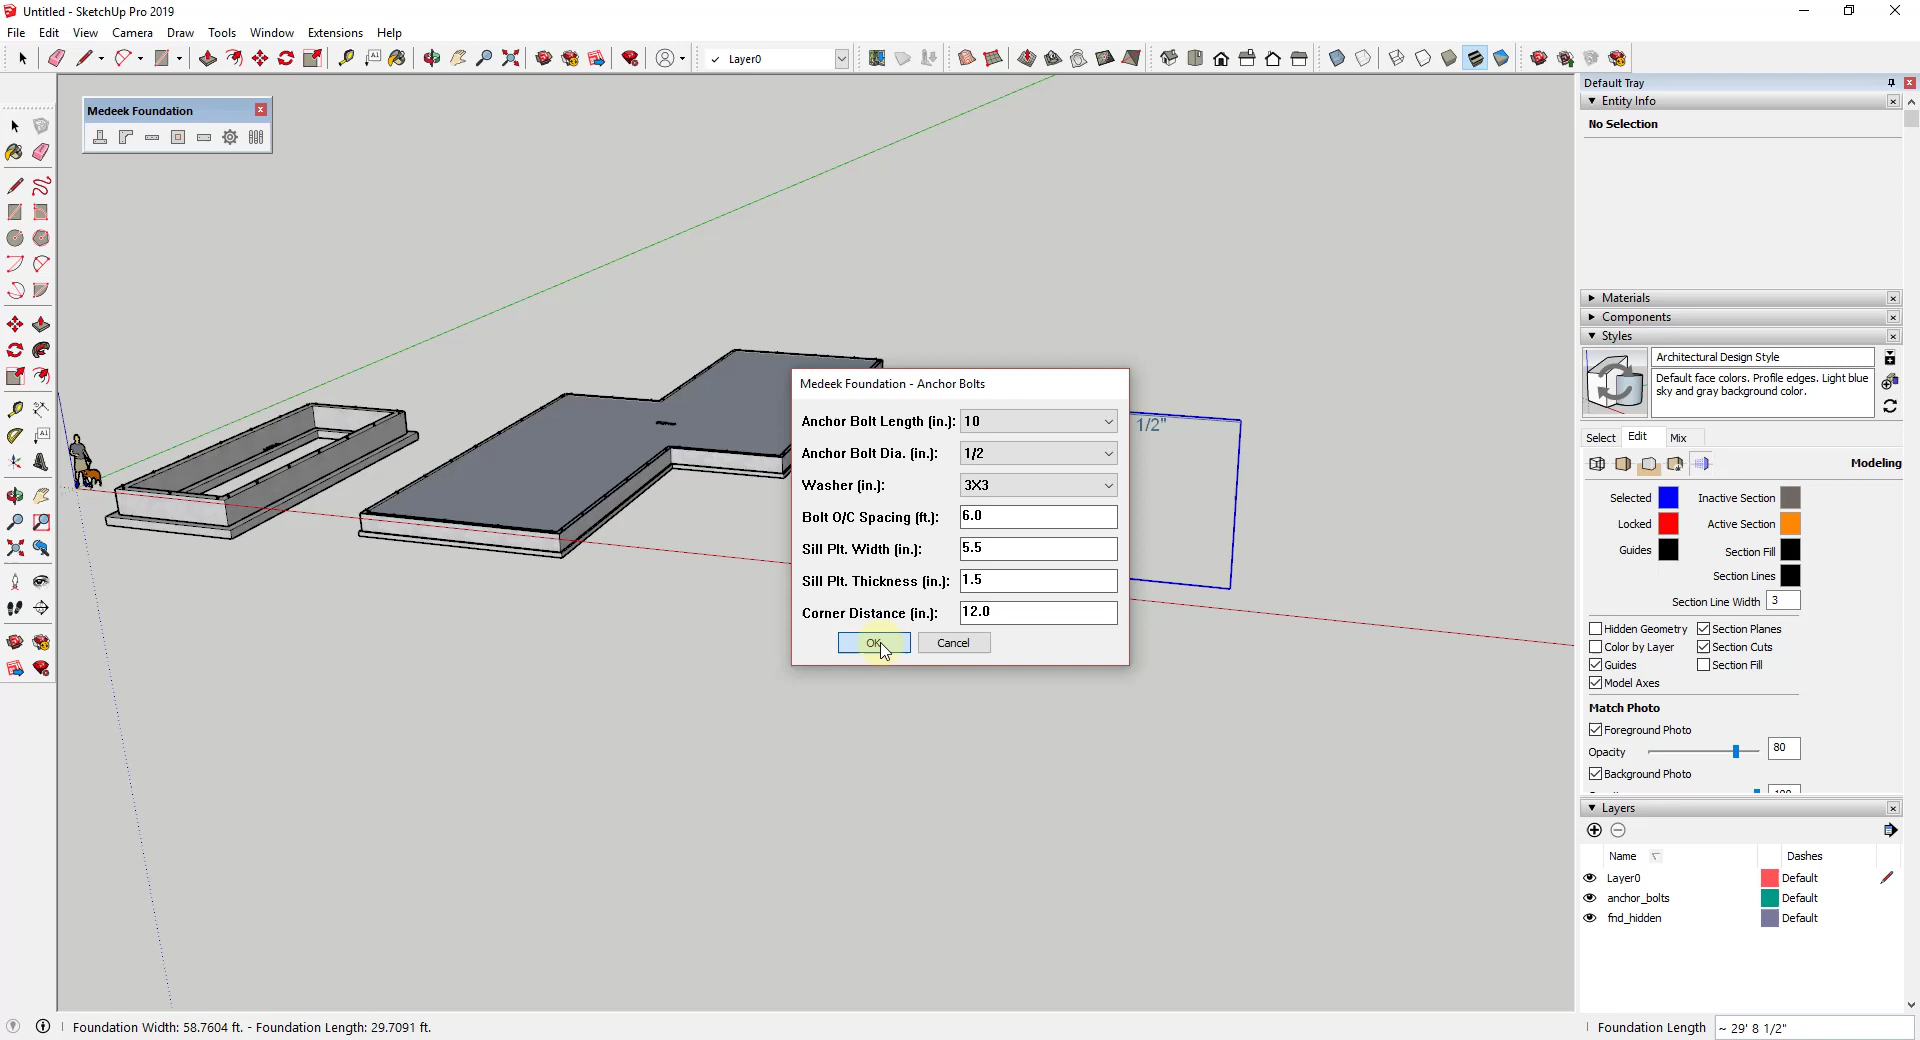 Untitled - SketchUp Pro 2019
File Edit View Camera Draw Tools Window Extensions Help
Layer0
Medeek Foundation
Default Tray
Entity Info
No Selection
Materials
Components
Styles
Architectural Design Style
Default face colors. Profile edges. Light blue
sky and gray background color.
Select Edit Mix
Modeling
Selected Inactive Section
Locked Active Section
Guides Section Fill
Section Lines
Section Line Width 3
Hidden Geometry Section Planes
Color by Layer Section Cuts
Guides Section Fill
Model Axes
Match Photo
Foreground Photo
Opacity 80
Background Photo
Layers
Name Dashes
Layer0 Default
anchor_bolts Default
fnd_hidden Default
Medeek Foundation - Anchor Bolts
Anchor Bolt Length (in.): 10
Anchor Bolt Dia. (in.): 1/2
Washer (in.): 3X3
Bolt O/C Spacing (ft.): 6.0
Sill Plt. Width (in.): 5.5
Sill Plt. Thickness (in.): 1.5
Corner Distance (in.): 12.0
OK Cancel
1/2"
Foundation Width: 58.7604 ft. - Foundation Length: 29.7091 ft.
Foundation Length ~ 29' 8 1/2"